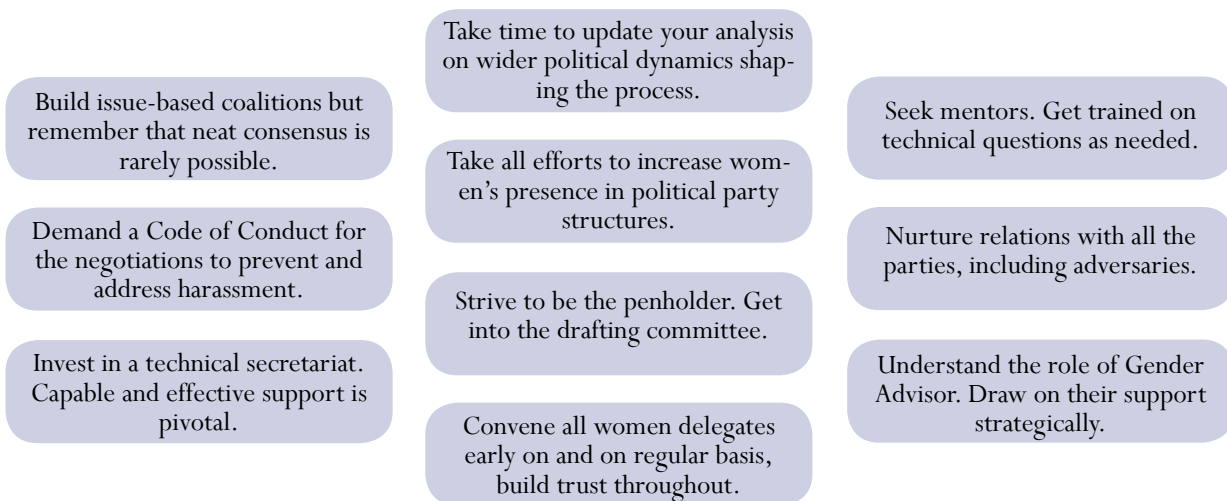 Build issue-based coalitions but
remember that neat consensus is
rarely possible.
Demand a Code of Conduct for
the negotiations to prevent and
address harassment.
Invest in a technical secretariat.
Capable and effective support is
pivotal.
Take time to update your analysis
on wider political dynamics shap-
ing the process.
Take all efforts to increase wom-
en’s presence in political party
structures.
Strive to be the penholder. Get
into the drafting committee.
Convene all women delegates
early on and on regular basis,
build trust throughout.
Seek mentors. Get trained on
technical questions as needed.
Nurture relations with all the
parties, including adversaries.
Understand the role of Gender
Advisor. Draw on their support
strategically.